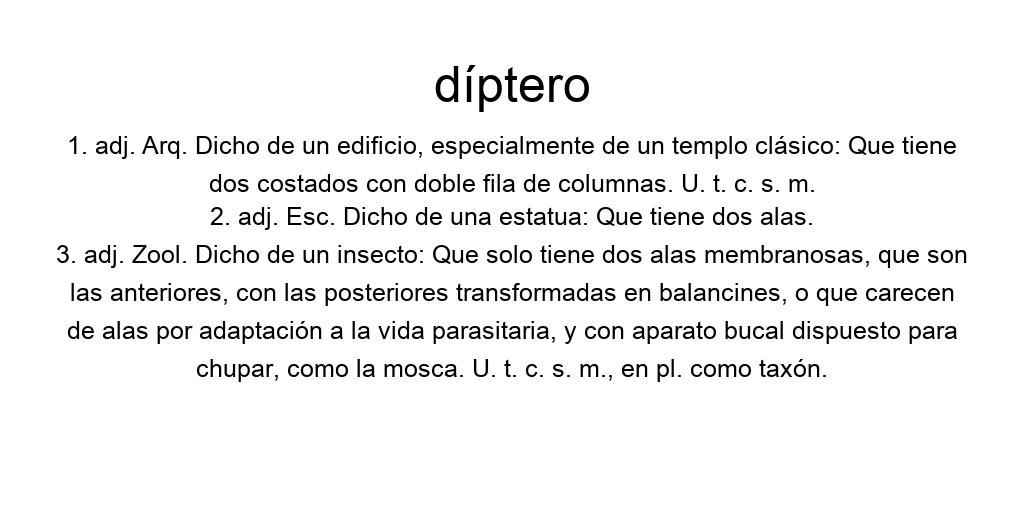 díptero
1. adj. Arq. Dicho de un edificio, especialmente de un templo clásico: Que tiene
dos costados con doble fila de columnas. U. t. c. s. m.
2. adj. Esc. Dicho de una estatua: Que tiene dos alas.
3. adj. Zool. Dicho de un insecto: Que solo tiene dos alas membranosas, que son
las anteriores, con las posteriores transformadas en balancines, o que carecen
de alas por adaptación a la vida parasitaria, y con aparato bucal dispuesto para
chupar, como la mosca. U. t. c. s. m., en pl. como taxón.